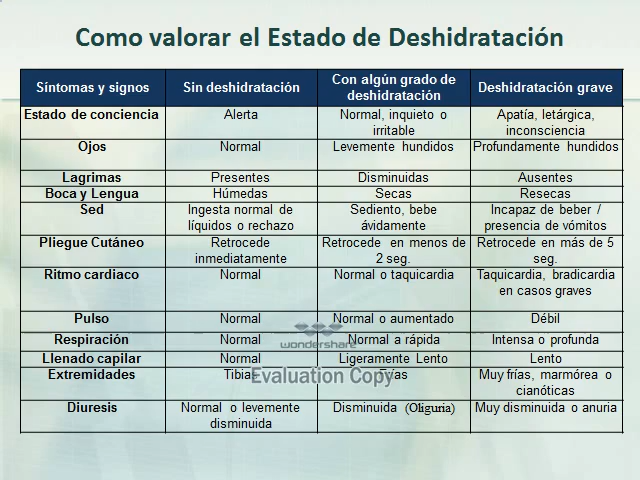 Como valorar el Estado de Deshidratación
Síntomas y signos Sin deshidratación Con algún grado de deshidratación Deshidratación grave
Estado de conciencia Alerta Normal, inquieto o irritable Apatía, letárgica, inconsciencia
Ojos Normal Levemente hundidos Profundamente hundidos
Lagrimas Presentes Disminuidas Ausentes
Boca y Lengua Húmedas Secas Resecas
Sed Ingesta normal de líquidos o rechazo Sediento, bebe ávidamente Incapaz de beber / presencia de vómitos
Pliegue Cutáneo Retrocede inmediatamente Retrocede en menos de 2 seg. Retrocede en más de 5 seg.
Ritmo cardiaco Normal Normal o taquicardia Taquicardia, bradicardia en casos graves
Pulso Normal Normal o aumentado Débil
wondershare
Respiración Normal Normal a rápida Intensa o profunda
Llenado capilar Normal Ligeramente Lento Lento
Extremidades Tibias Frías Muy frías, marmórea o cianóticas
Evaluation Copy
Diuresis Normal o levemente disminuida Disminuida (Oliguria) Muy disminuida o anuria